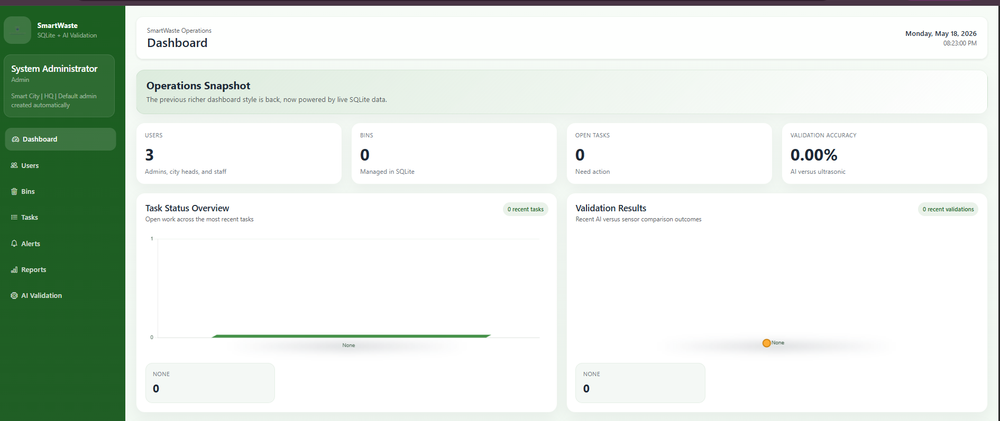 SmartWaste
SQLite + AI Validation
System Administrator
Admin
Smart City | HQ | Default admin
created automatically
Dashboard
Users
Bins
Tasks
Alerts
Reports
AI Validation
SmartWaste Operations
Dashboard
Monday, May 18, 2026
08:23:00 PM
Operations Snapshot
The previous richer dashboard style is back, now powered by live SQLite data.
USERS
3
Admins, city heads, and staff
BINS
0
Managed in SQLite
OPEN TASKS
0
Need action
VALIDATION ACCURACY
0.00%
AI versus ultrasonic
Task Status Overview
Open work across the most recent tasks
0 recent tasks
1
0
None
NONE
0
Validation Results
Recent AI versus sensor comparison outcomes
0 recent validations
None
NONE
0